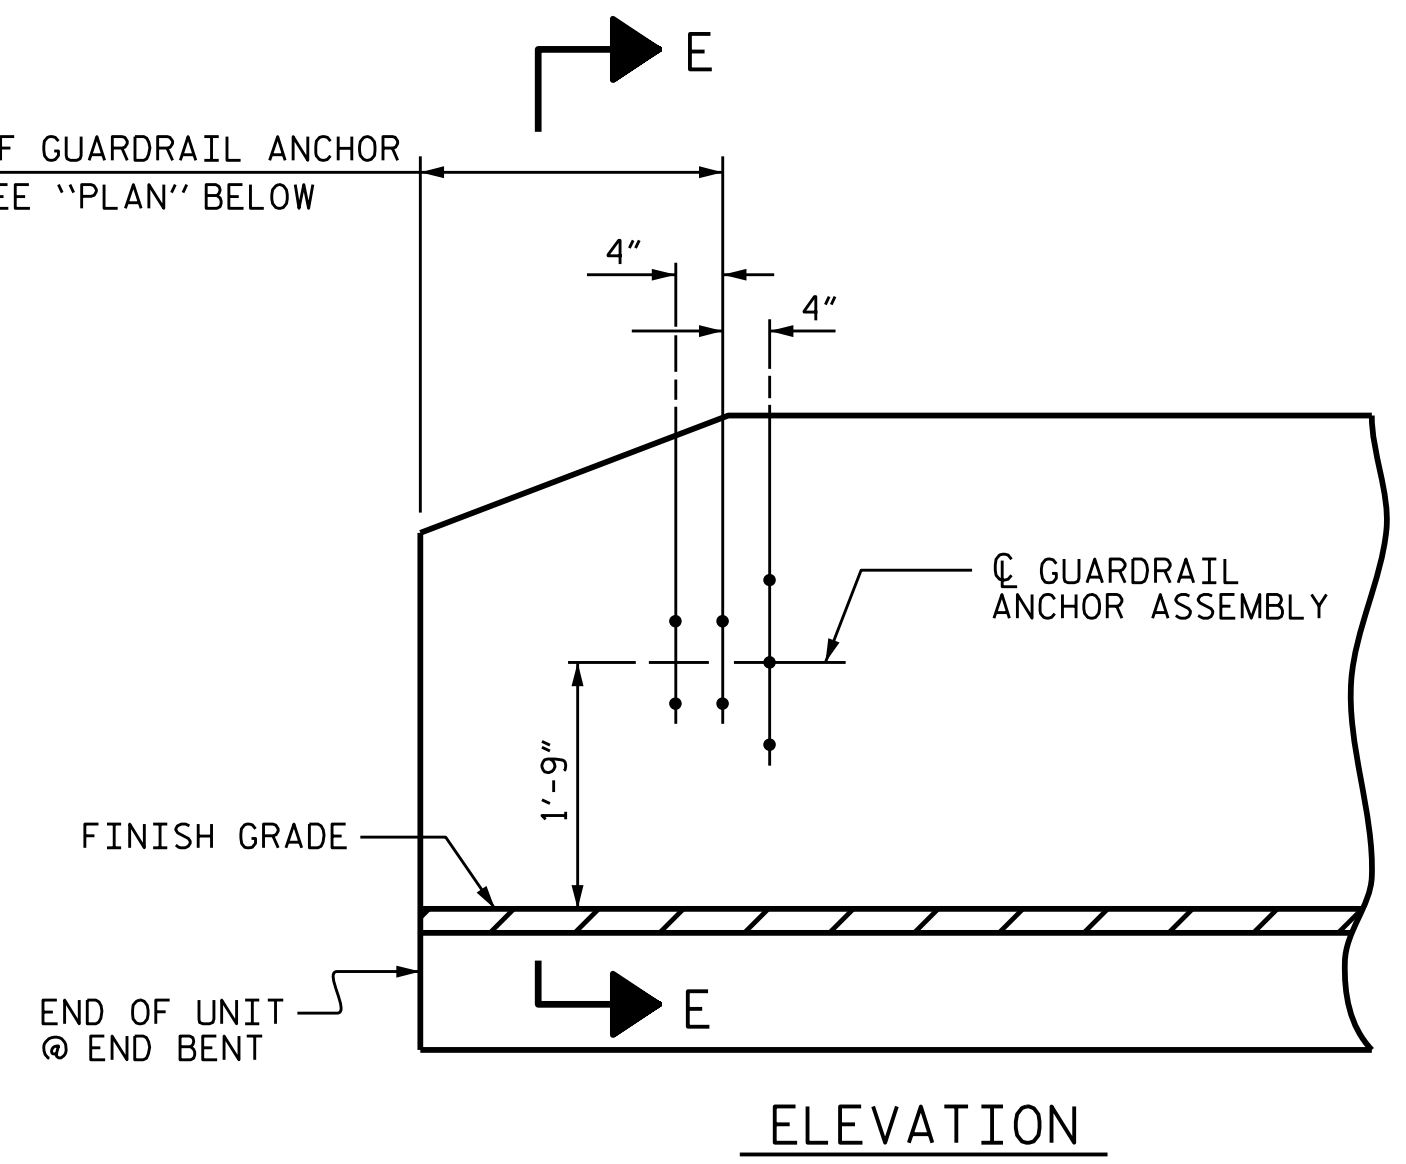 E
GUARDRAIL ANCHOR
"PLAN" BELOW
4"
4"
℄ GUARDRAIL
ANCHOR ASSEMBLY
1'-9"
FINISH GRADE
END OF UNIT
@ END BENT
E
ELEVATION